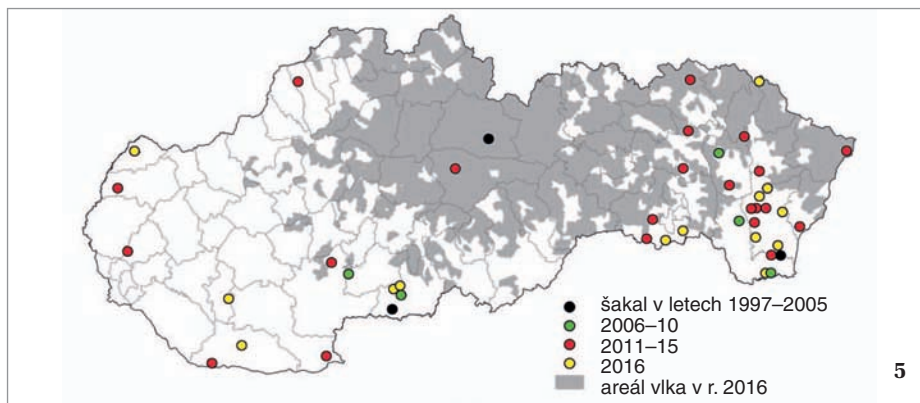 šakal v letech 1997–2005
2006–10
2011–15
2016
areál vlka v r. 2016
5